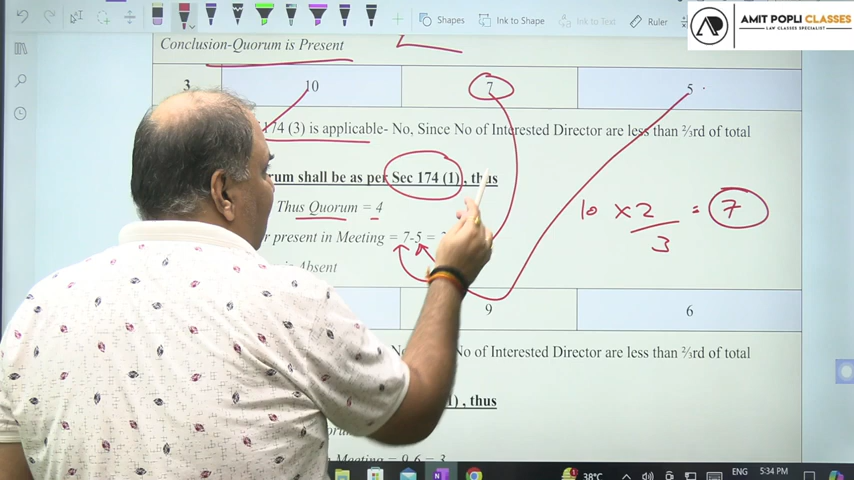 Shapes Ink to Shape Ink to Text Ruler
AMIT POPLI CLASSES
LAW CLASSES SPECIALIST
Conclusion-Quorum is Present
3 10 7 5
174 (3) is applicable- No, Since No of Interested Director are less than ⅔rd of total
rum shall be as per Sec 174 (1) , thus
Thus Quorum = 4
10 × 2/3 = 7
r present in Meeting = 7-5 =
is Absent
9 6
No of Interested Director are less than ⅔rd of total
) , thus
Meeting = 9-6 = 3
38°C ENG 5:34 PM